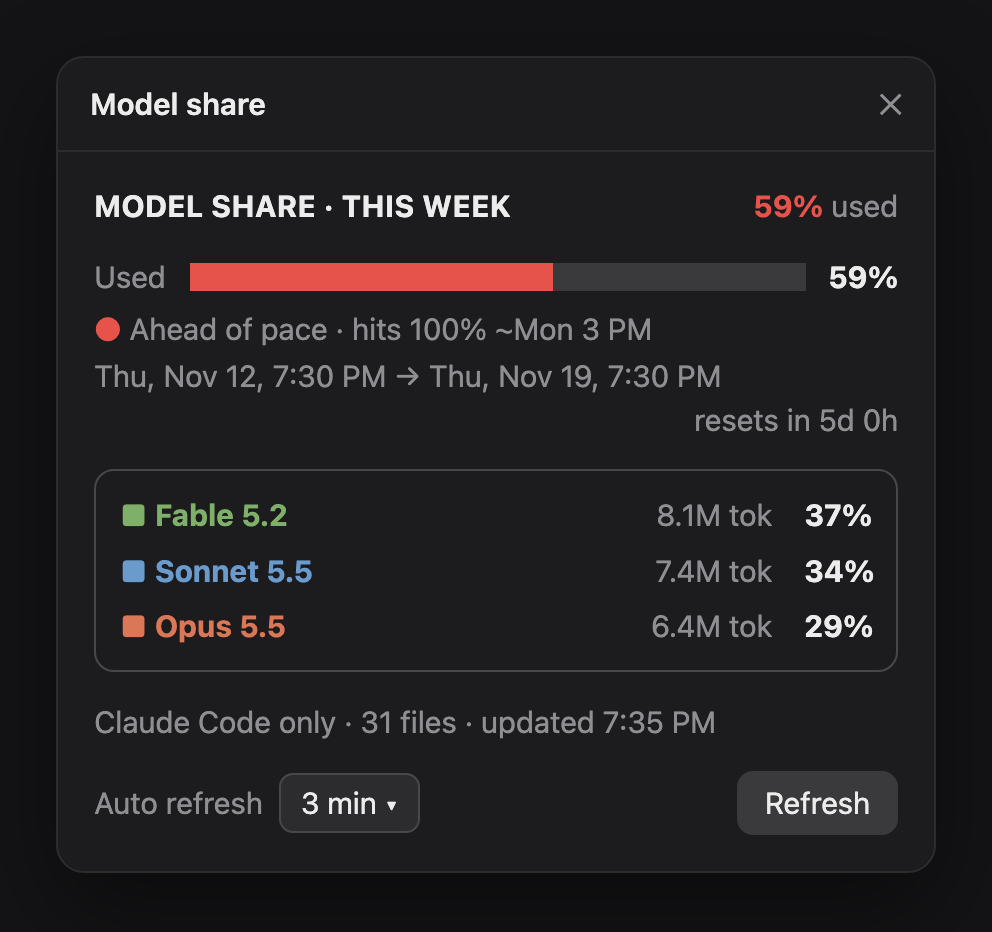 Model share
MODEL SHARE · THIS WEEK 59% used
Used 59%
Ahead of pace · hits 100% ~Mon 3 PM
Thu, Nov 12, 7:30 PM → Thu, Nov 19, 7:30 PM
resets in 5d 0h
Fable 5.2 8.1M tok 37%
Sonnet 5.5 7.4M tok 34%
Opus 5.5 6.4M tok 29%
Claude Code only · 31 files · updated 7:35 PM
Auto refresh 3 min ▾ Refresh